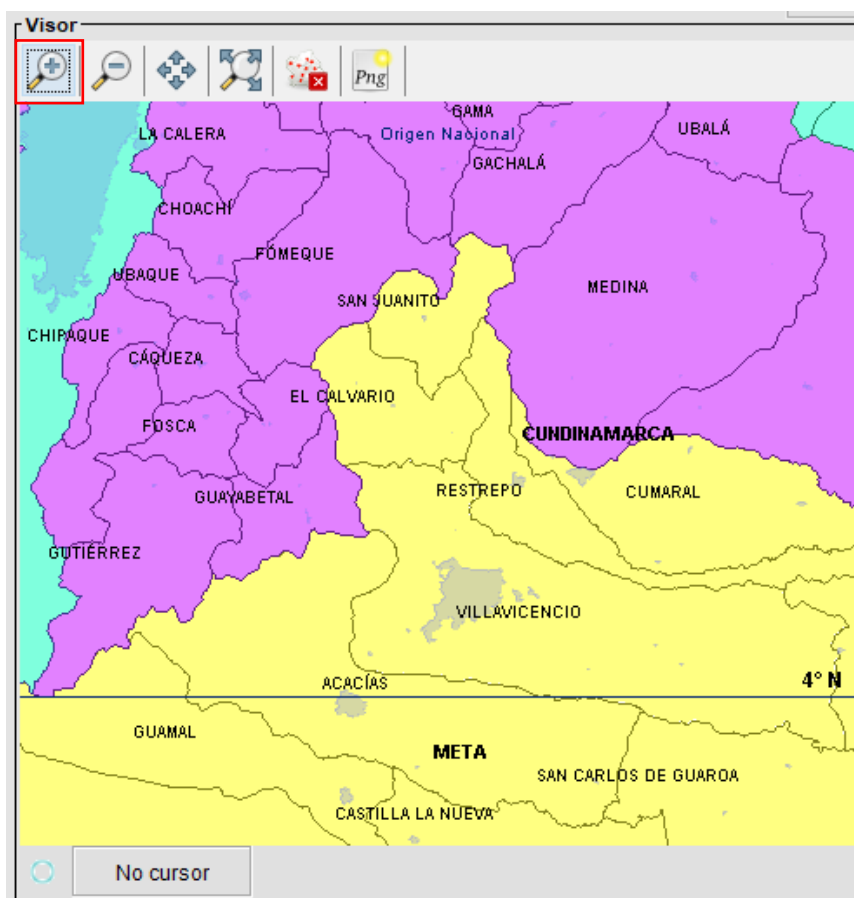 Visor
Png
GAMA
LA CALERA
Origen Nacional
UBALÁ
GACHALÁ
CHOACHÍ
FÓMEQUE
UBAQUE
MEDINA
SAN JUANITO
CHIPAQUE
CÁQUEZA
EL CALVARIO
FOSCA
CUNDINAMARCA
RESTREPO
CUMARAL
GUAYABETAL
GUTIÉRREZ
VILLAVICENCIO
ACACÍAS
4° N
GUAMAL
META
SAN CARLOS DE GUAROA
CASTILLA LA NUEVA
No cursor